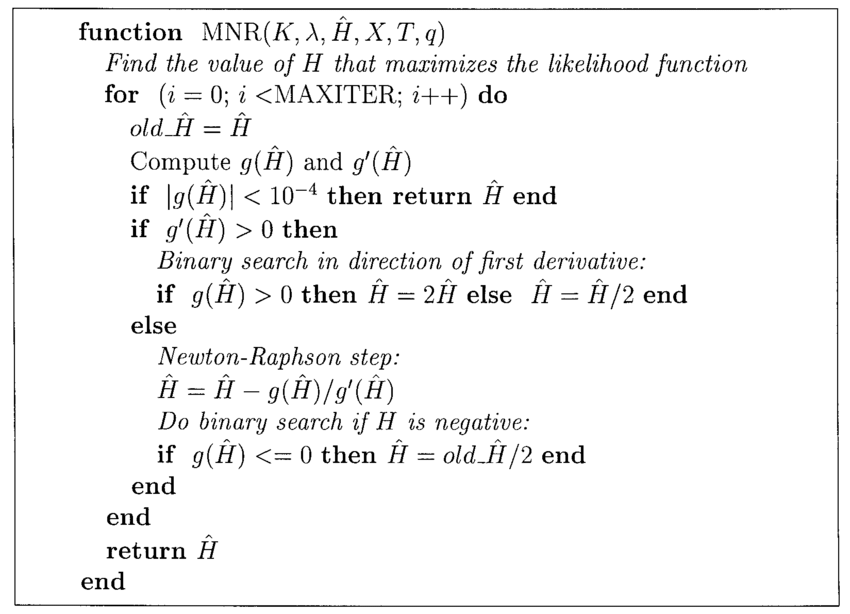 function MNR(K, λ, Ĥ, X, T, q)
Find the value of H that maximizes the likelihood function
for (i = 0; i <MAXITER; i++) do
old_Ĥ = Ĥ
Compute g(Ĥ) and g′(Ĥ)
if |g(Ĥ)| < 10⁻⁴ then return Ĥ end
if g′(Ĥ) > 0 then
Binary search in direction of first derivative:
if g(Ĥ) > 0 then Ĥ = 2Ĥ else Ĥ = Ĥ/2 end
else
Newton-Raphson step:
Ĥ = Ĥ − g(Ĥ)/g′(Ĥ)
Do binary search if H is negative:
if g(Ĥ) <= 0 then Ĥ = old_Ĥ/2 end
end
end
return Ĥ
end